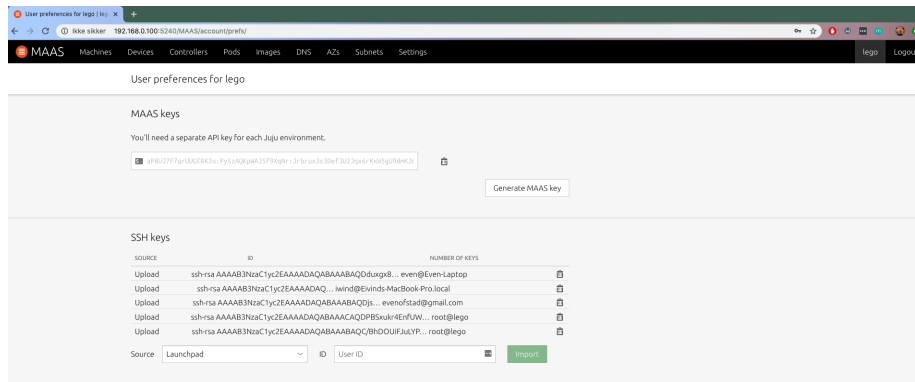 User preferences for lego | leg
Ikke sikker 192.168.0.100:5240/MAAS/account/prefs/
MAAS Machines Devices Controllers Pods Images DNS AZs Subnets Settings lego Logou
User preferences for lego
MAAS keys
You'll need a separate API key for each Juju environment.
Generate MAAS key
SSH keys
SOURCE ID NUMBER OF KEYS
Upload ssh-rsa AAAAB3NzaC1yc2EAAAADAQABAAABAQDduxgx8... even@Even-Laptop
Upload ssh-rsa AAAAB3NzaC1yc2EAAAADAQ... iwind@Eivinds-MacBook-Pro.local
Upload ssh-rsa AAAAB3NzaC1yc2EAAAADAQABAAABAQDjs... evenofstad@gmail.com
Upload ssh-rsa AAAAB3NzaC1yc2EAAAADAQABAAACAQDPBSxukr4EnfUW... root@lego
Upload ssh-rsa AAAAB3NzaC1yc2EAAAADAQABAAABAQC/BhDOUiFJuLYP... root@lego
Source Launchpad ID User ID Import